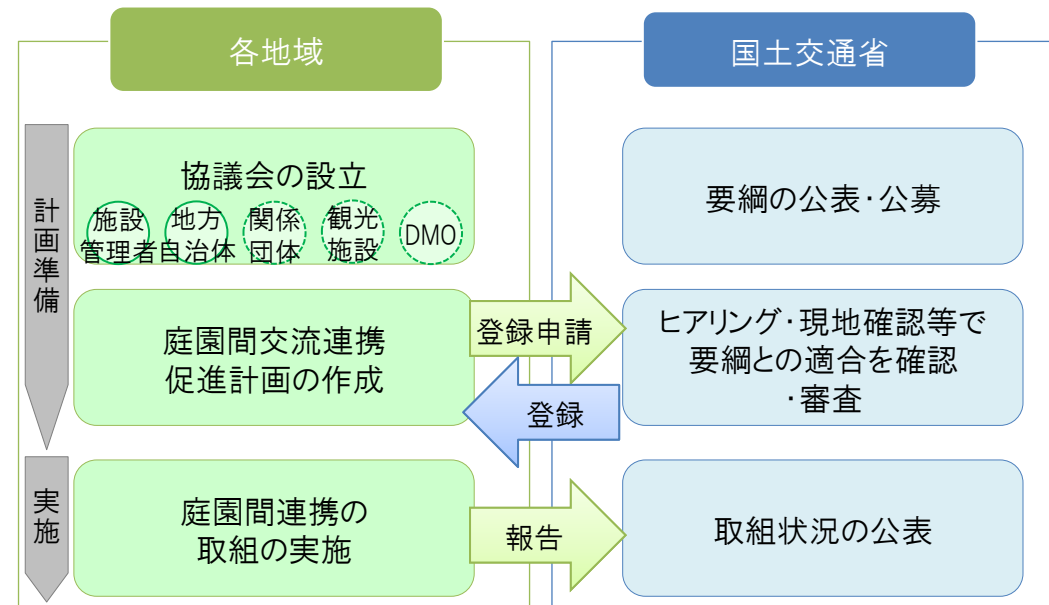 各地域
国土交通省
計画準備
協議会の設立
施設
管理者
地方
自治体
関係
団体
観光
施設
DMO
要綱の公表・公募
庭園間交流連携
促進計画の作成
登録申請
登録
ヒアリング・現地確認等で
要綱との適合を確認
・審査
実施
庭園間連携の
取組の実施
報告
取組状況の公表